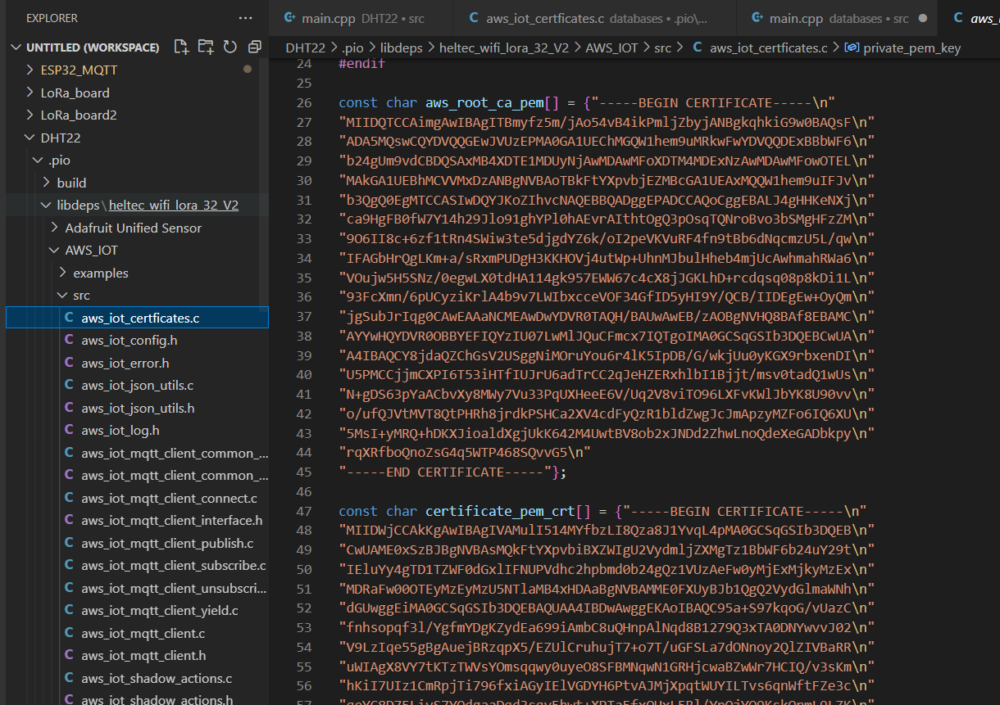 EXPLORER
UNTITLED (WORKSPACE)
ESP32_MQTT
LoRa_board
LoRa_board2
DHT22
.pio
build
libdeps\heltec_wifi_lora_32_V2
Adafruit Unified Sensor
AWS_IOT
examples
src
aws_iot_certficates.c
aws_iot_config.h
aws_iot_error.h
aws_iot_json_utils.c
aws_iot_json_utils.h
aws_iot_log.h
aws_iot_mqtt_client_common_...
aws_iot_mqtt_client_common_...
aws_iot_mqtt_client_connect.c
aws_iot_mqtt_client_interface.h
aws_iot_mqtt_client_publish.c
aws_iot_mqtt_client_subscribe.c
aws_iot_mqtt_client_unsubscri...
aws_iot_mqtt_client_yield.c
aws_iot_mqtt_client.c
aws_iot_mqtt_client.h
aws_iot_shadow_actions.c
aws_iot_shadow_actions.h
main.cpp DHT22 • src
aws_iot_certficates.c databases • .pio\...
main.cpp databases • src
aws_
DHT22 > .pio > libdeps > heltec_wifi_lora_32_V2 > AWS_IOT > src > C aws_iot_certficates.c > private_pem_key
24 #endif
25
26 const char aws_root_ca_pem[] = {"-----BEGIN CERTIFICATE-----\n"
27 "MIIDQTCCAimgAwIBAgITBmyfz5m/jAo54vB4ikPmljZbyjANBgkqhkiG9w0BAQsF\n"
28 "ADA5MQswCQYDVQQGEwJVUzEPMA0GA1UEChMGQW1hem9uMRkwFwYDVQQDExBBbWF6\n"
29 "b24gUm9vdCBDQSAxMB4XDTE1MDUyNjAwMDAwMFoXDTM4MDExNzAwMDAwMFowOTEL\n"
30 "MAkGA1UEBhMCVVMxDzANBgNVBAoTBkFtYXpvbjEZMBcGA1UEAxMQQW1hem9uIFJv\n"
31 "b3QgQ0EgMTCCASIwDQYJKoZIhvcNAQEBBQADggEPADCCAQoCggEBALJ4gHHKeNXj\n"
32 "ca9HgFB0fW7Y14h29Jlo91ghYPl0hAEvrAIthtOgQ3pOsqTQNroBvo3bSMgHFzZM\n"
33 "9O6II8c+6zf1tRn4SWiw3te5djgdYZ6k/oI2peVKVuRF4fn9tBb6dNqcmzU5L/qw\n"
34 "IFAGbHrQgLKm+a/sRxmPUDgH3KKHOVj4utWp+UhnMJbulHheb4mjUcAwhmahRWa6\n"
35 "VOujw5H5SNz/0egwLX0tdHA114gk957EWW67c4cX8jJGKLhD+rcdqsq08p8kDi1L\n"
36 "93FcXmn/6pUCyziKrlA4b9v7LWIbxcceVOF34GfID5yHI9Y/QCB/IIDEgEw+OyQm\n"
37 "jgSubJrIqg0CAwEAAaNCMEAwDwYDVR0TAQH/BAUwAwEB/zAOBgNVHQ8BAf8EBAMC\n"
38 "AYYwHQYDVR0OBBYEFIQYzIU07LwMlJQuCFmcx7IQTgoIMA0GCSqGSIb3DQEBCwUA\n"
39 "A4IBAQCY8jdaQZChGsV2USggNiMOruYou6r4lK5IpDB/G/wkjUu0yKGX9rbxenDI\n"
40 "U5PMCCjjmCXPI6T53iHTfIUJrU6adTrCC2qJeHZERxhlbI1Bjjt/msv0tadQ1wUs\n"
41 "N+gDS63pYaACbvXy8MWy7Vu33PqUXHeeE6V/Uq2V8viTO96LXFvKWlJbYK8U90vv\n"
42 "o/ufQJVtMVT8QtPHRh8jrdkPSHCa2XV4cdFyQzR1bldZwgJcJmApzyMZFo6IQ6XU\n"
43 "5MsI+yMRQ+hDKXJioaldXgjUkK642M4UwtBV8ob2xJNDd2ZhwLnoQdeXeGADbkpy\n"
44 "rqXRfboQnoZsG4q5WTP468SQvvG5\n"
45 "-----END CERTIFICATE-----"};
46
47 const char certificate_pem_crt[] = {"-----BEGIN CERTIFICATE-----\n"
48 "MIIDWjCCAkKgAwIBAgIVAMulI514MYfbzLI8Qza8J1YvqL4pMA0GCSqGSIb3DQEB\n"
49 "CwUAME0xSzBJBgNVBAsMQkFtYXpvbiBXZWIgU2VydmljZXMgTz1BbWF6b24uY29t\n"
50 "IEluYy4gTD1TZWF0dGxlIFNUPVdhc2hpbmd0b24gQz1VUzAeFw0yMjExMjkyMzEx\n"
51 "MDRaFw00OTEyMzEyMzU5NTlaMB4xHDAaBgNVBAMME0FXUyBJb1QgQ2VydGlmaWNh\n"
52 "dGUwggEiMA0GCSqGSIb3DQEBAQUAA4IBDwAwggEKAoIBAQC95a+S97kqoG/vUazC\n"
53 "fnhsopqf3l/YgfmYDgKZydEa699iAmbC8uQHnpAlNqd8B1279Q3xTA0DNYwvvJ02\n"
54 "V9LzIqe55gBgAuejBRzqpX5/EZUlCruhujT7+o7T/uGFSLa7dONnoy2QlZIVBaRR\n"
55 "uWIAgX8VY7tKTzTWVsYOmsqqwy0uyeO8SFBMNqwN1GRHjcwaBZwWr7HCIQ/v3sKm\n"
56 "hKiI7UIz1CmRpjTi796fxiAGyIElVGDYH6PtvAJMjXpqtWUYILTvs6qnWftFZe3c\n"
57